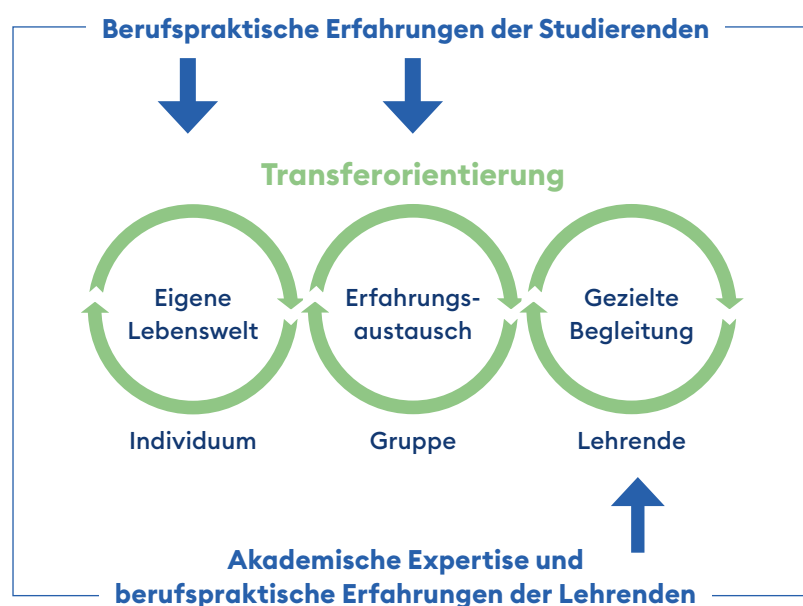 Berufspraktische Erfahrungen der Studierenden
Transferorientierung
Eigene
Lebenswelt
Erfahrungs-
austausch
Gezielte
Begleitung
Individuum
Gruppe
Lehrende
Akademische Expertise und
berufspraktische Erfahrungen der Lehrenden